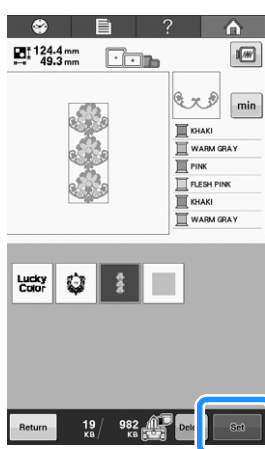 ?
124.4 mm
49.3 mm
min
KHAKI
WARM GRAY
PINK
FLESH PINK
KHAKI
WARM GRAY
Lucky
Color
Return
19 KB / 982 KB
Set